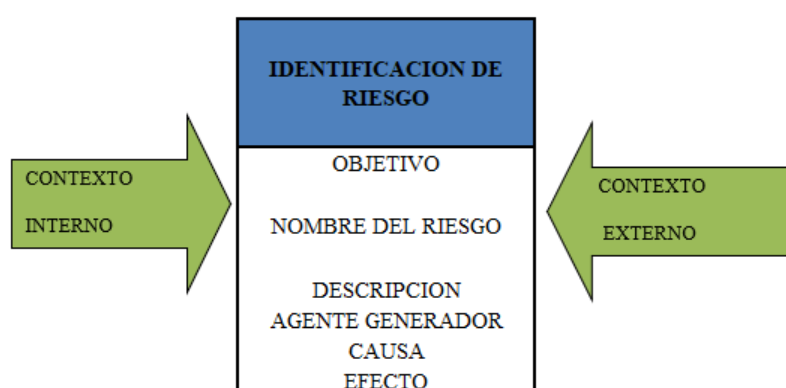 IDENTIFICACION DE
RIESGO
CONTEXTO
INTERNO
OBJETIVO
NOMBRE DEL RIESGO
DESCRIPCION
AGENTE GENERADOR
CAUSA
EFECTO
CONTEXTO
EXTERNO